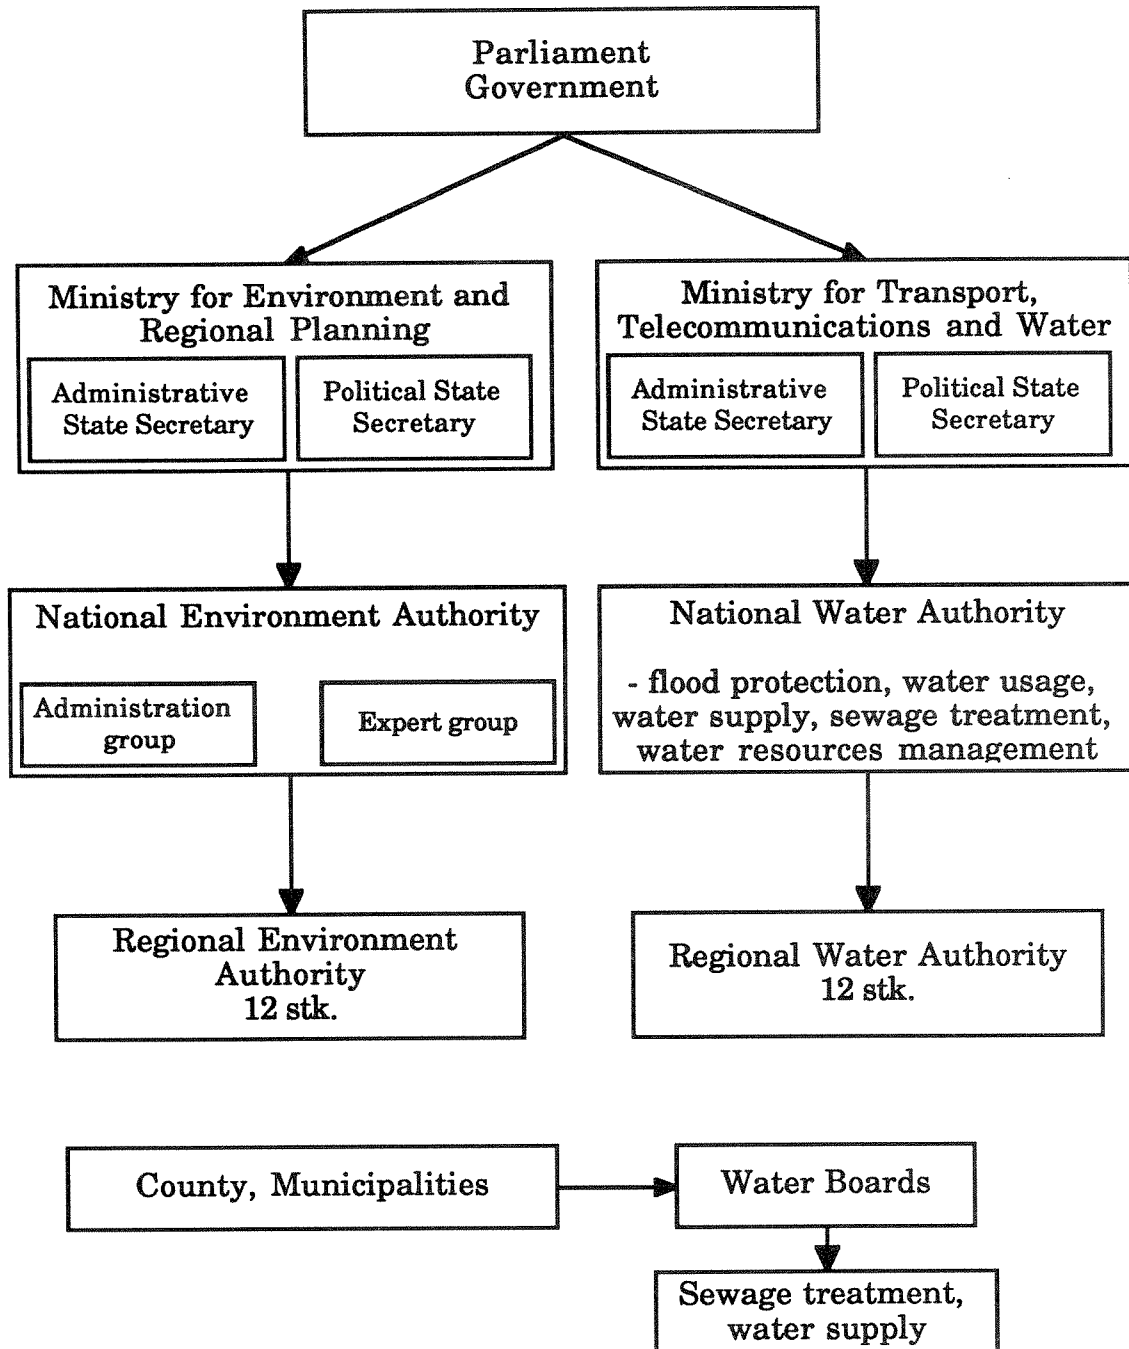 Parliament
Government
Ministry for Environment and
Regional Planning
Administrative
State Secretary
Political State
Secretary
Ministry for Transport,
Telecommunications and Water
Administrative
State Secretary
Political State
Secretary
National Environment Authority
Administration
group
Expert group
National Water Authority
- flood protection, water usage,
water supply, sewage treatment,
water resources management
Regional Environment
Authority
12 stk.
Regional Water Authority
12 stk.
County, Municipalities
Water Boards
Sewage treatment,
water supply